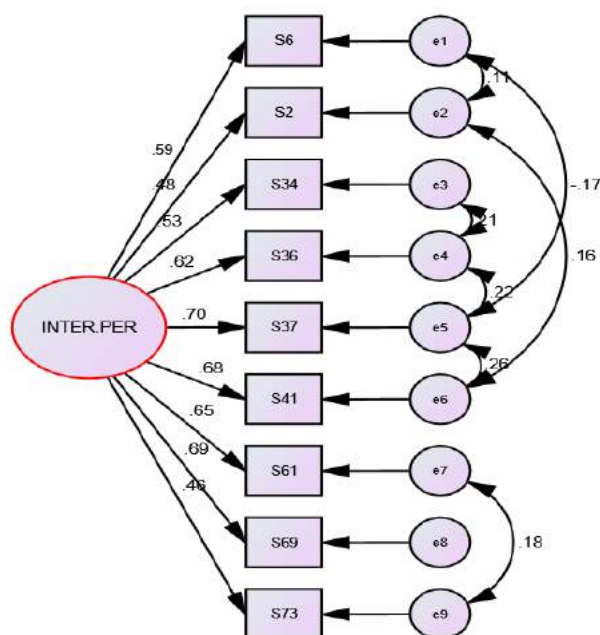 S6
e1
.11
S2
e2
.59
.48
S34
e3
-.17
.53
.21
.16
S36
e4
.62
.22
INTER.PER
.70
S37
e5
.68
.26
S41
e6
.65
S61
e7
.69
.46
S69
e8
.18
S73
e9